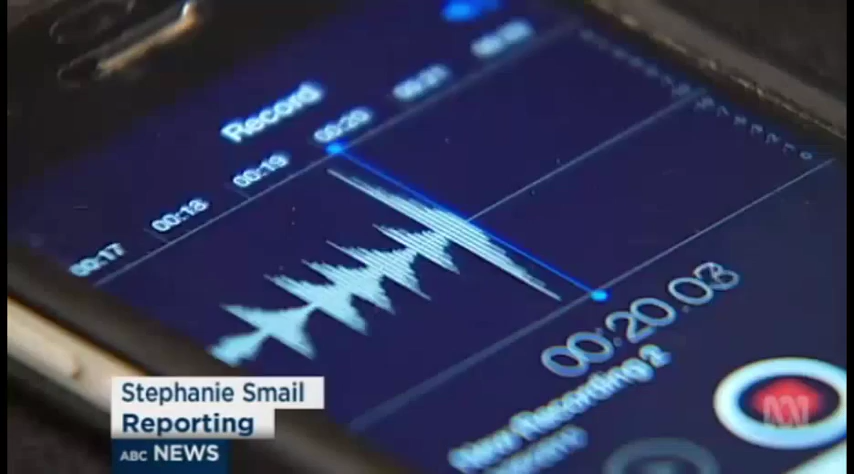 Record
00:17
00:18
00:19
00:20
00:21
00:20.03
New Recording 2
Stephanie Smail
Reporting
ABC NEWS